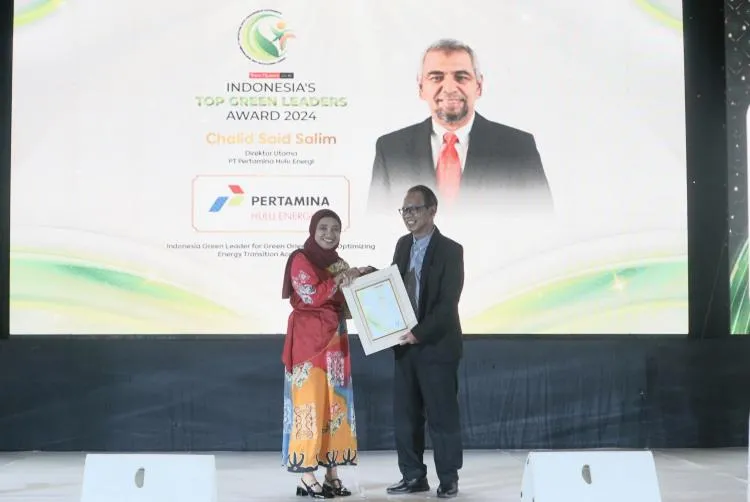 INDONESIA'S
TOP GREEN LEADERS
AWARD 2024
Chalid Said Salim
Direktur Utama
PT Pertamina Hulu Energi
PERTAMINA
HULU ENERG
Indonesia Green Leader for Green Optimizing
Energy Transition